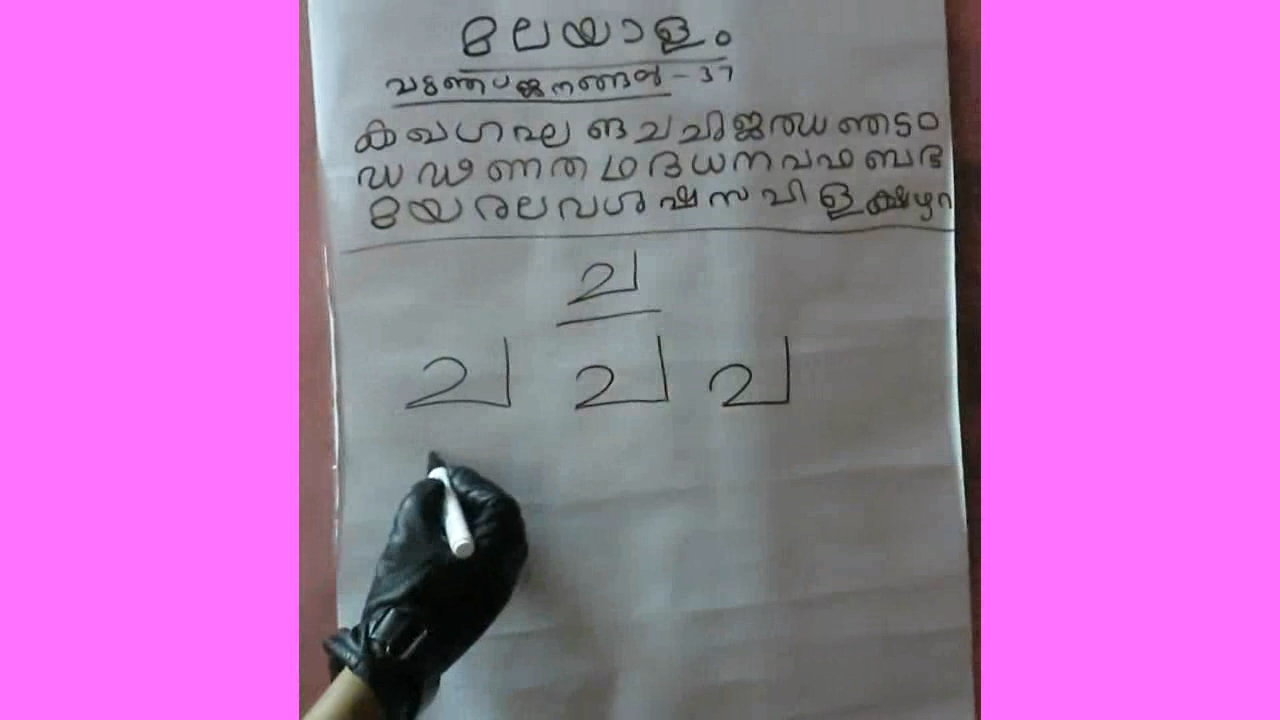 മലയാളം
വ്യഞ്ജനങ്ങൾ - 37
ക ഖ ഗ ഘ ങ ച ഛ ജ ഝ ഞ ട ഠ
ഡ ഢ ണ ത ഥ ദ ധ ന പ ഫ ബ ഭ
മ യ ര ല വ ശ ഷ സ ഹ ള ക്ഷ ഴ റ
ച
ച ച ച